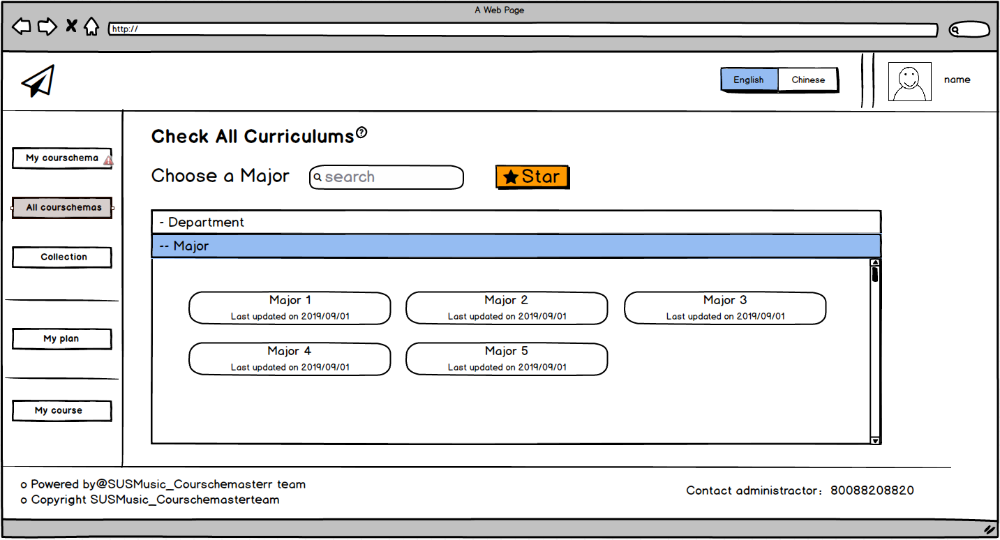 A Web Page
http://
English
Chinese
name
My courschema
All courschemas
Collection
My plan
My course
Check All Curriculums?
Choose a Major
search
Star
- Department
-- Major
Major 1
Last updated on 2019/09/01
Major 2
Last updated on 2019/09/01
Major 3
Last updated on 2019/09/01
Major 4
Last updated on 2019/09/01
Major 5
Last updated on 2019/09/01
o Powered by@SUSMusic_Courschemasterr team
o Copyright SUSMusic_Courschemasterteam
Contact administractor：80088208820